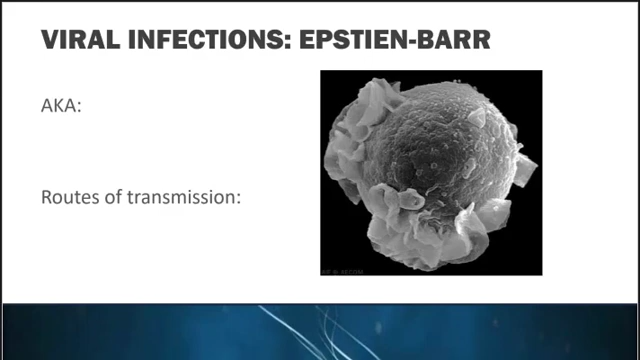 VIRAL INFECTIONS: EPSTIEN-BARR
AKA:
Routes of transmission: